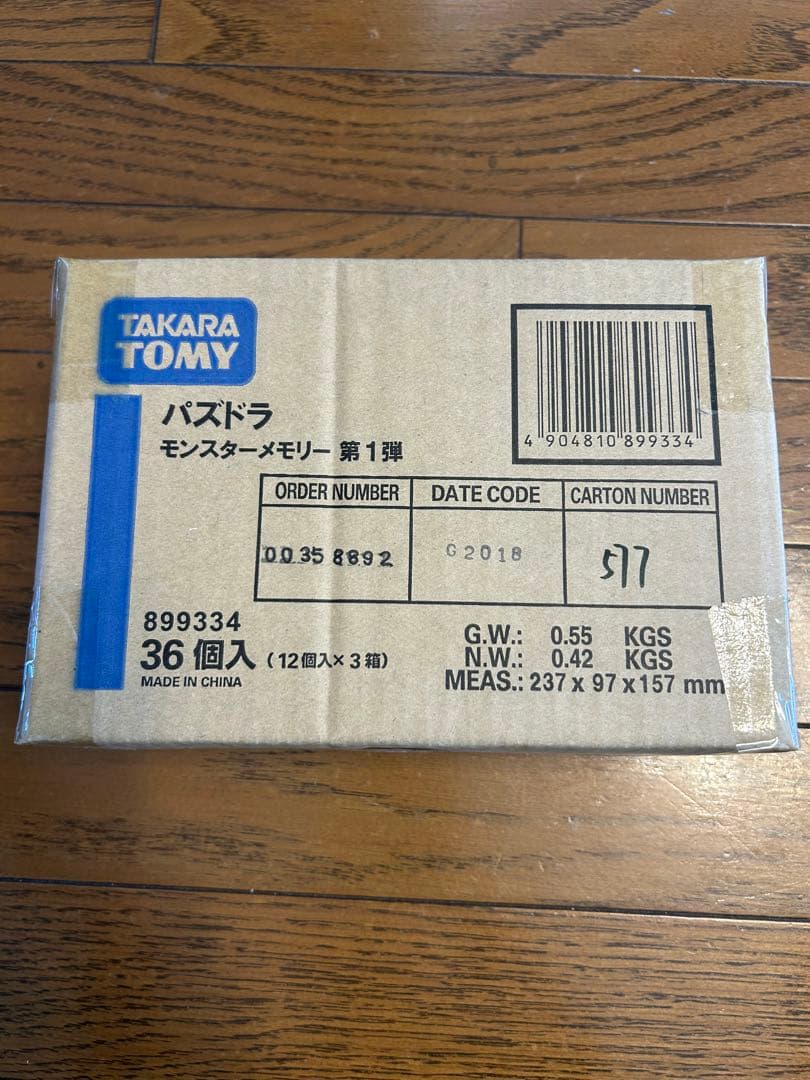 TAKARA
TOMY
パズドラ
モンスターメモリー 第1弾
4 904810 899334
ORDER NUMBER DATE CODE CARTON NUMBER
00358892 G2018 577
899334
36個入 (12個入×3箱)
MADE IN CHINA
G.W.: 0.55 KGS
N.W.: 0.42 KGS
MEAS.: 237 x 97 x 157 mm